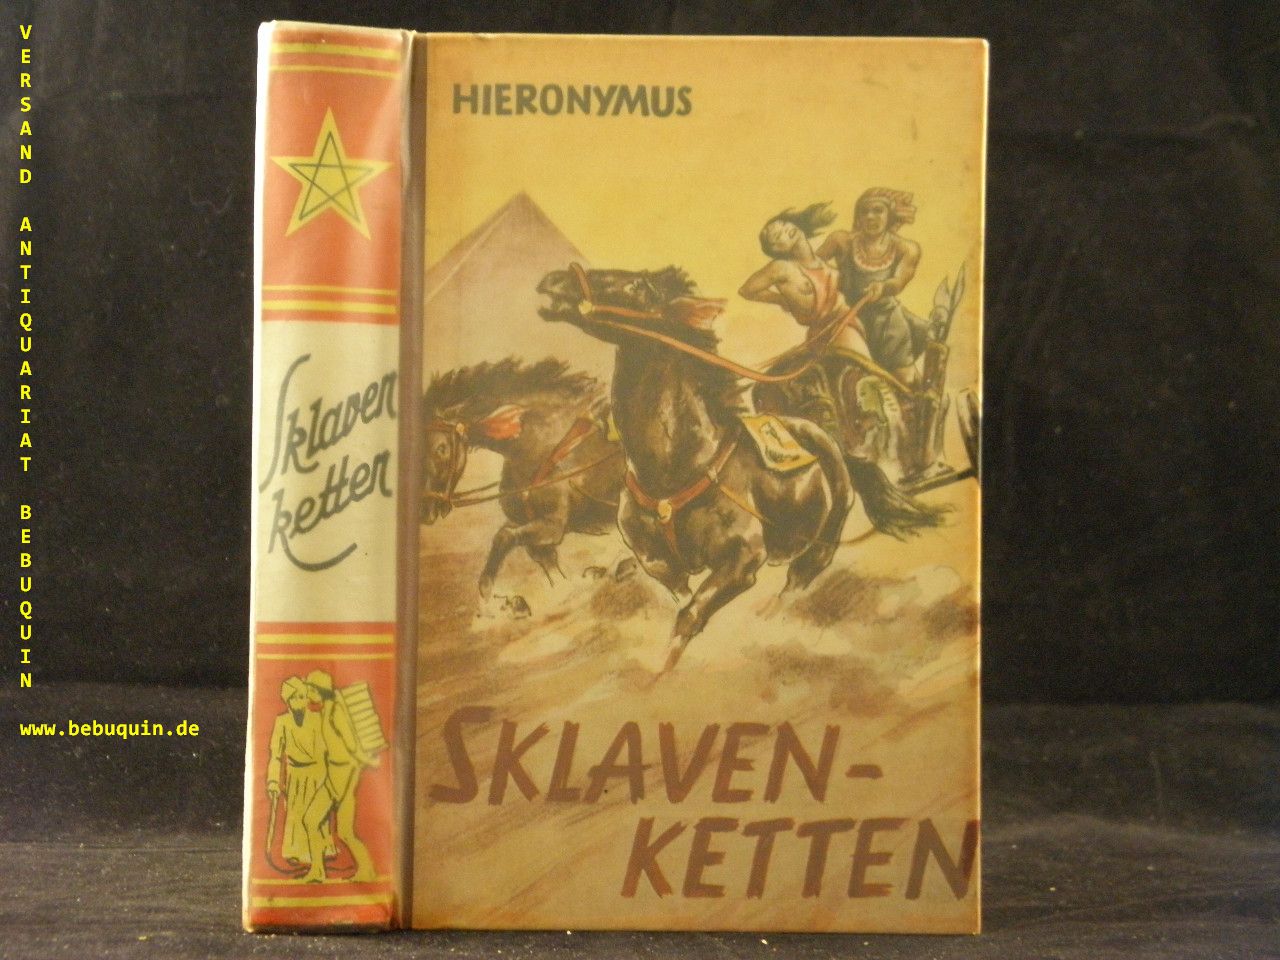 VERSAND ANTIQUARIAT BEBUQUIN
www.bebuquin.de
Sklaven
ketten
HIERONYMUS
SKLAVEN-
KETTEN